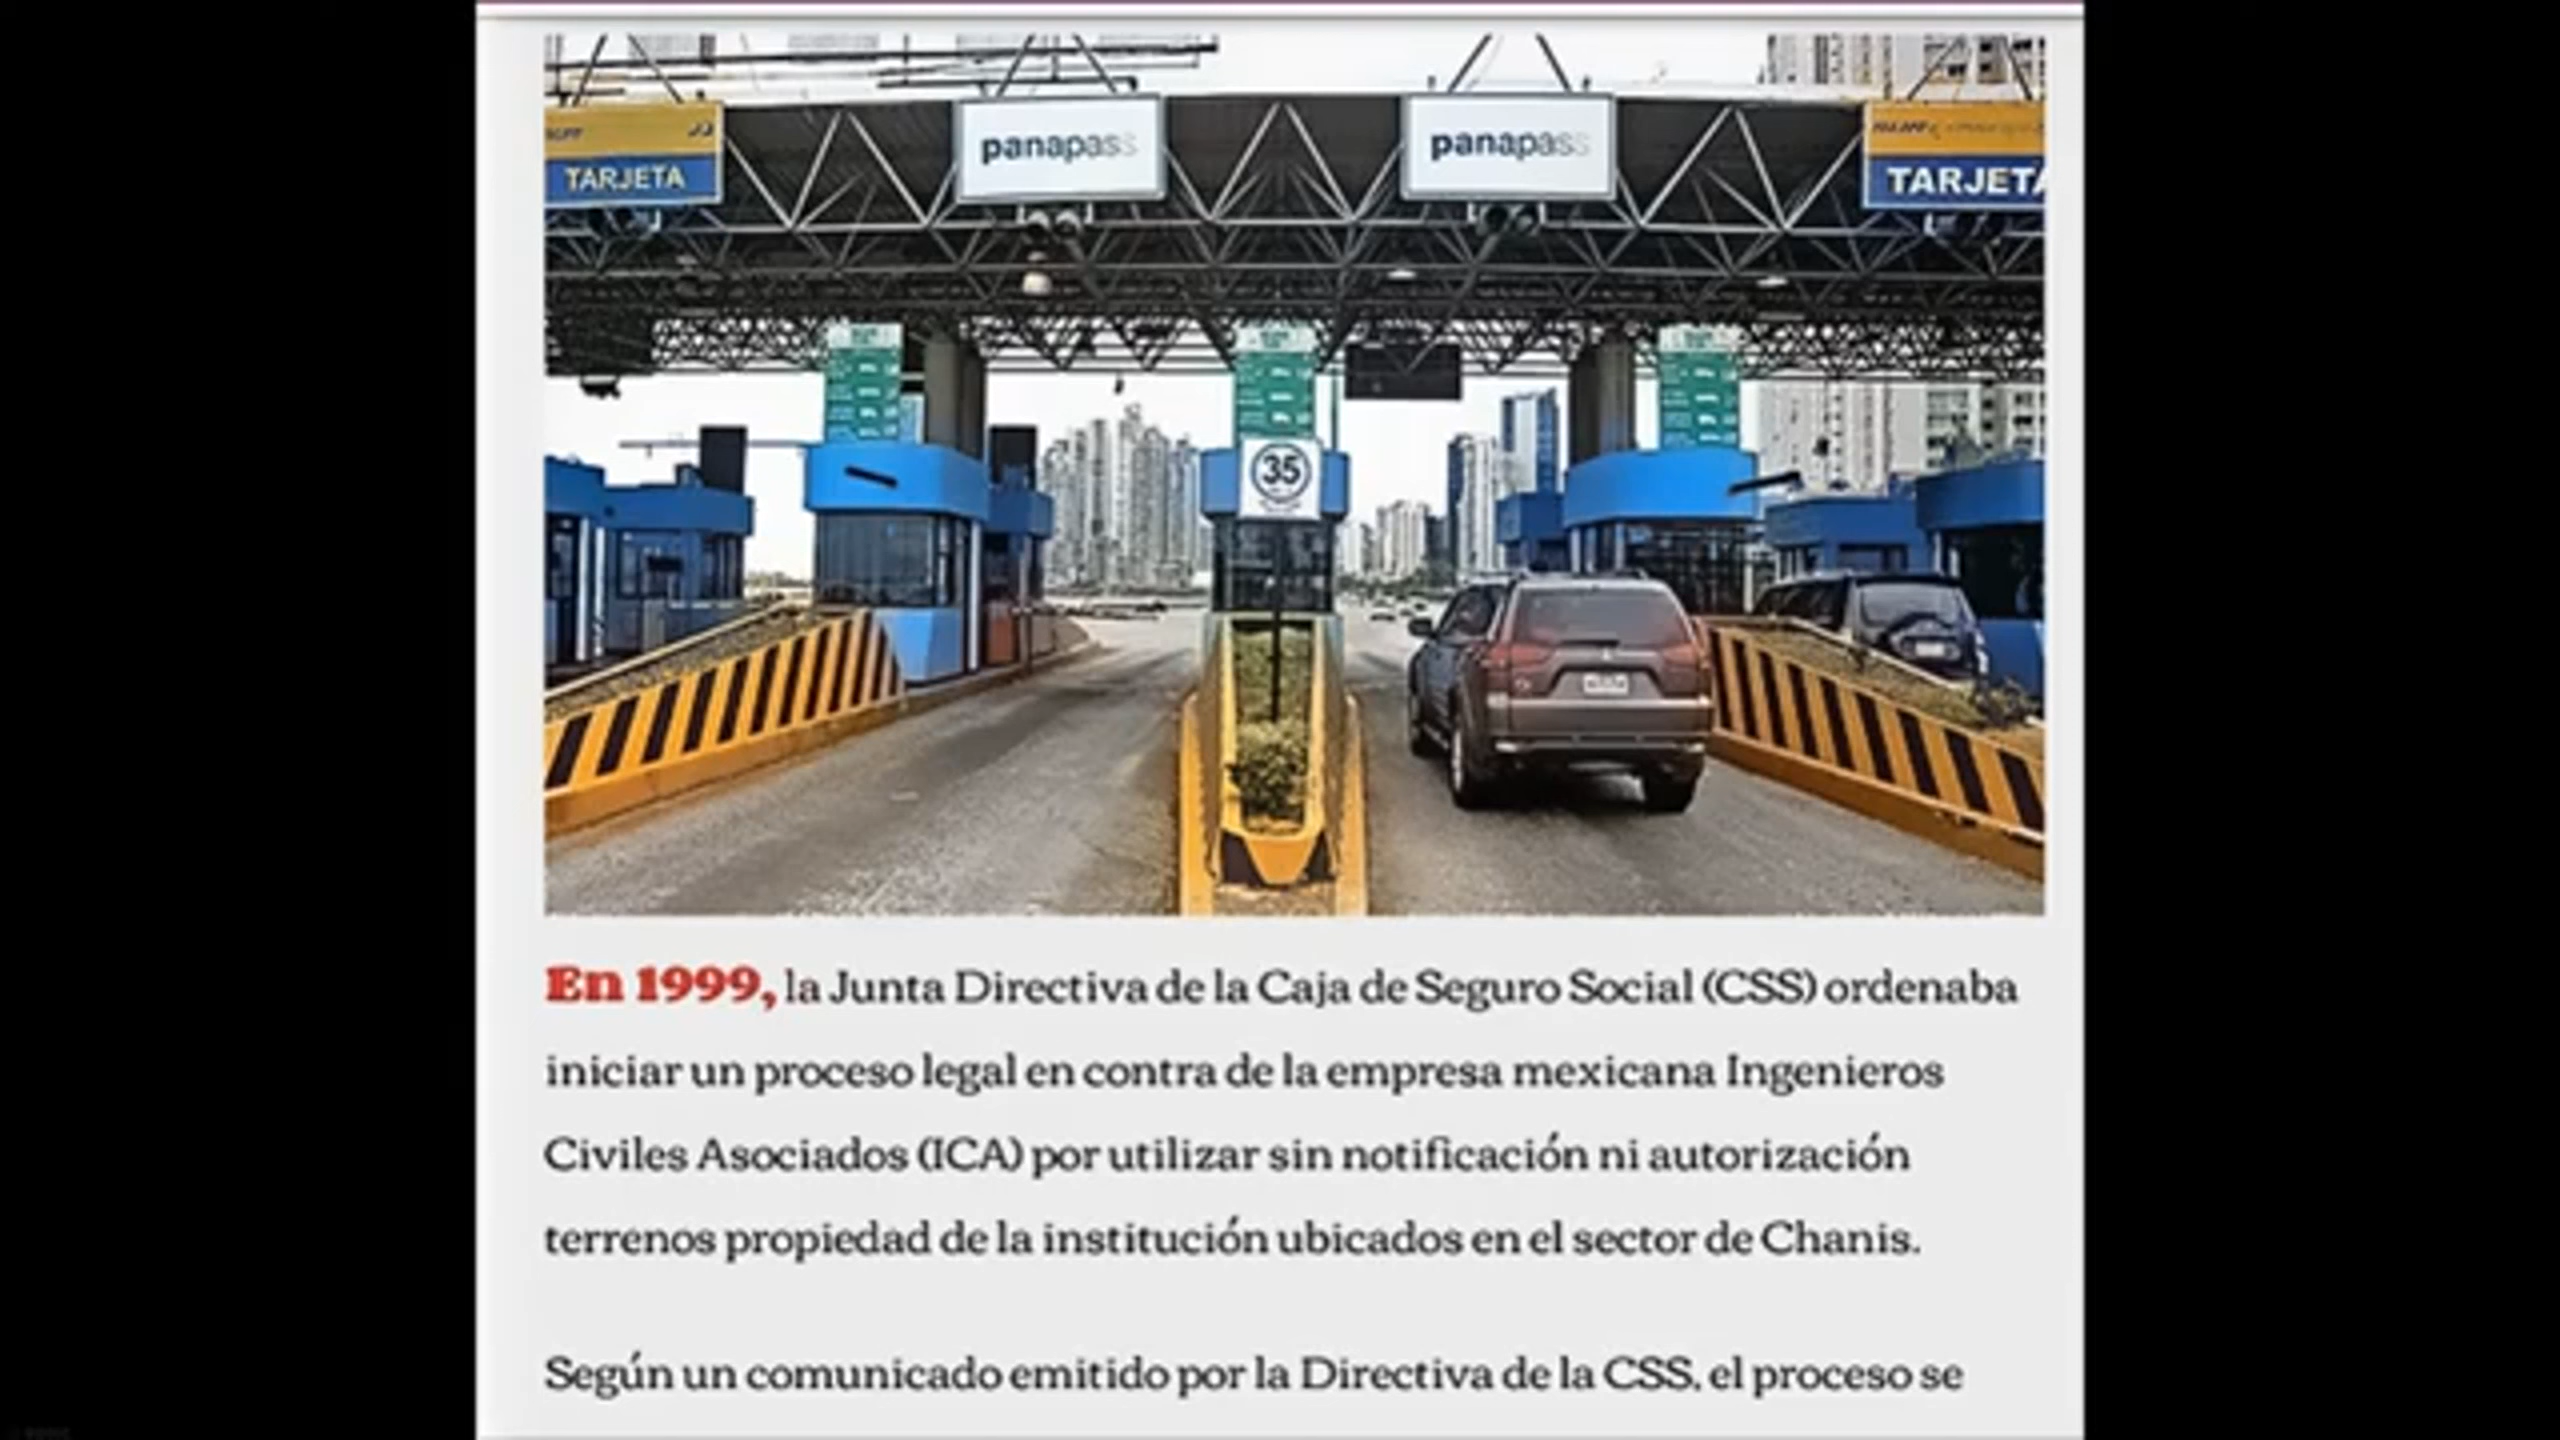 panapass
panapass
TARJETA
TARJETA
35
En 1999, la Junta Directiva de la Caja de Seguro Social (CSS) ordenaba
iniciar un proceso legal en contra de la empresa mexicana Ingenieros
Civiles Asociados (ICA) por utilizar sin notificación ni autorización
terrenos propiedad de la institución ubicados en el sector de Chanis.
Según un comunicado emitido por la Directiva de la CSS, el proceso se